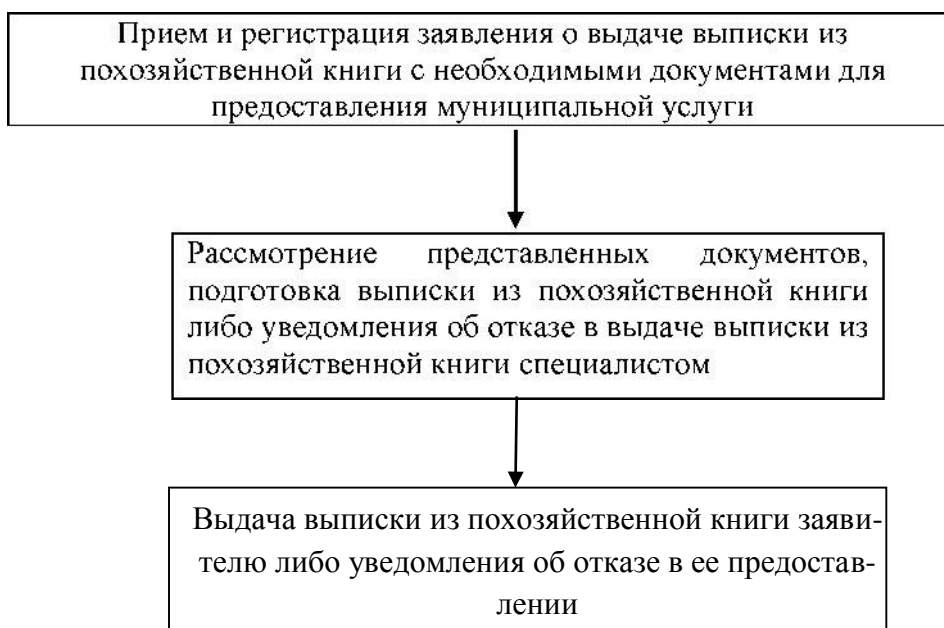 Прием и регистрация заявления о выдаче выписки из
похозяйственной книги с необходимыми документами для
предоставления муниципальной услуги
Рассмотрение представленных документов,
подготовка выписки из похозяйственной книги
либо уведомления об отказе в выдаче выписки из
похозяйственной книги специалистом
Выдача выписки из похозяйственной книги заяви-
телю либо уведомления об отказе в ее предостав-
лении